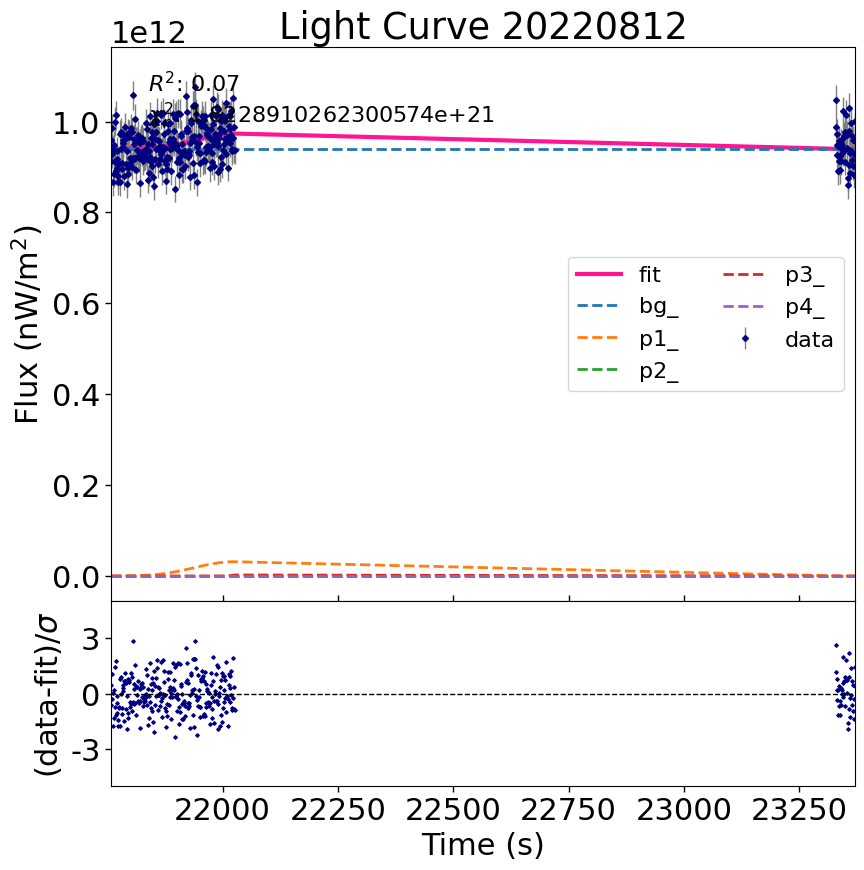 Light Curve 20220812
1e12
R²: 0.07
228910262300574e+21
1.0
0.8
0.6
0.4
0.2
0.0
Flux (nW/m²)
fit
bg_
p1_
p2_
p3_
p4_
data
3
0
-3
(data-fit)/σ
22000 22250 22500 22750 23000 23250
Time (s)